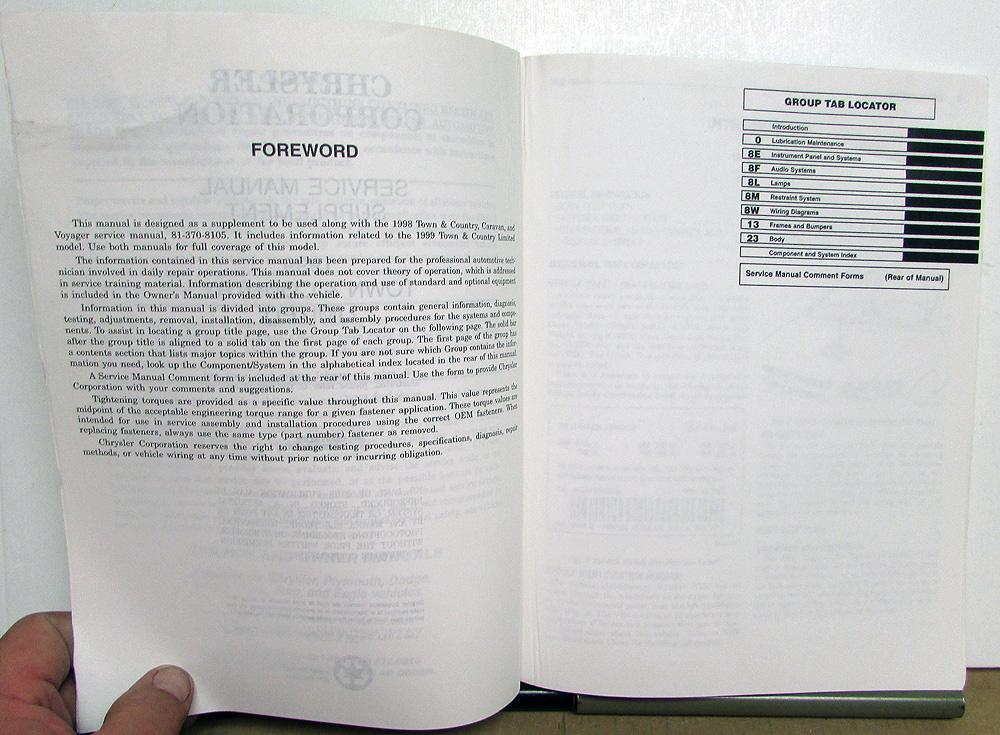 FOREWORD
This manual is designed as a supplement to be used along with the 1998 Town & Country, Caravan, and
Voyager service manual, 81-370-8105. It includes information related to the 1999 Town & Country Limited
model. Use both manuals for full coverage of this model.
The information contained in this service manual has been prepared for the professional automotive tech-
nician involved in daily repair operations. This manual does not cover theory of operation, which is addressed
in service training material. Information describing the operation and use of standard and optional equipment
is included in the Owner's Manual provided with the vehicle.
Information in this manual is divided into groups. These groups contain general information, diagnosis,
testing, adjustments, removal, installation, disassembly, and assembly procedures for the systems and compo-
nents. To assist in locating a group title page, use the Group Tab Locator on the following page. The solid bar
after the group title is aligned to a solid tab on the first page of each group. The first page of the group has
a contents section that lists major topics within the group. If you are not sure which Group contains the infor-
mation you need, look up the Component/System in the alphabetical index located in the rear of this manual.
A Service Manual Comment form is included at the rear of this manual. Use the form to provide Chrysler
Corporation with your comments and suggestions.
Tightening torques are provided as a specific value throughout this manual. This value represents the
midpoint of the acceptable engineering torque range for a given fastener application. These torque values are
intended for use in service assembly and installation procedures using the correct OEM fasteners. When
replacing fasteners, always use the same type (part number) fastener as removed.
Chrysler Corporation reserves the right to change testing procedures, specifications, diagnosis, repair
methods, or vehicle wiring at any time without prior notice or incurring obligation.
GROUP TAB LOCATOR
Introduction
0 Lubrication Maintenance
8E Instrument Panel and Systems
8F Audio Systems
8L Lamps
8M Restraint System
8W Wiring Diagrams
13 Frames and Bumpers
23 Body
Component and System Index
Service Manual Comment Forms (Rear of Manual)